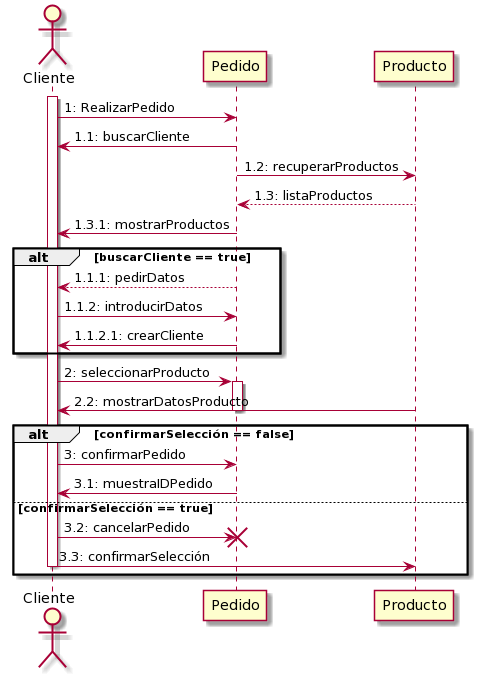 Cliente
Pedido
Producto
1: RealizarPedido
1.1: buscarCliente
1.2: recuperarProductos
1.3: listaProductos
1.3.1: mostrarProductos
alt [buscarCliente == true]
1.1.1: pedirDatos
1.1.2: introducirDatos
1.1.2.1: crearCliente
2: seleccionarProducto
2.2: mostrarDatosProducto
alt [confirmarSelección == false]
3: confirmarPedido
3.1: muestraIDPedido
[confirmarSelección == true]
3.2: cancelarPedido
3.3: confirmarSelección
Cliente
Pedido
Producto